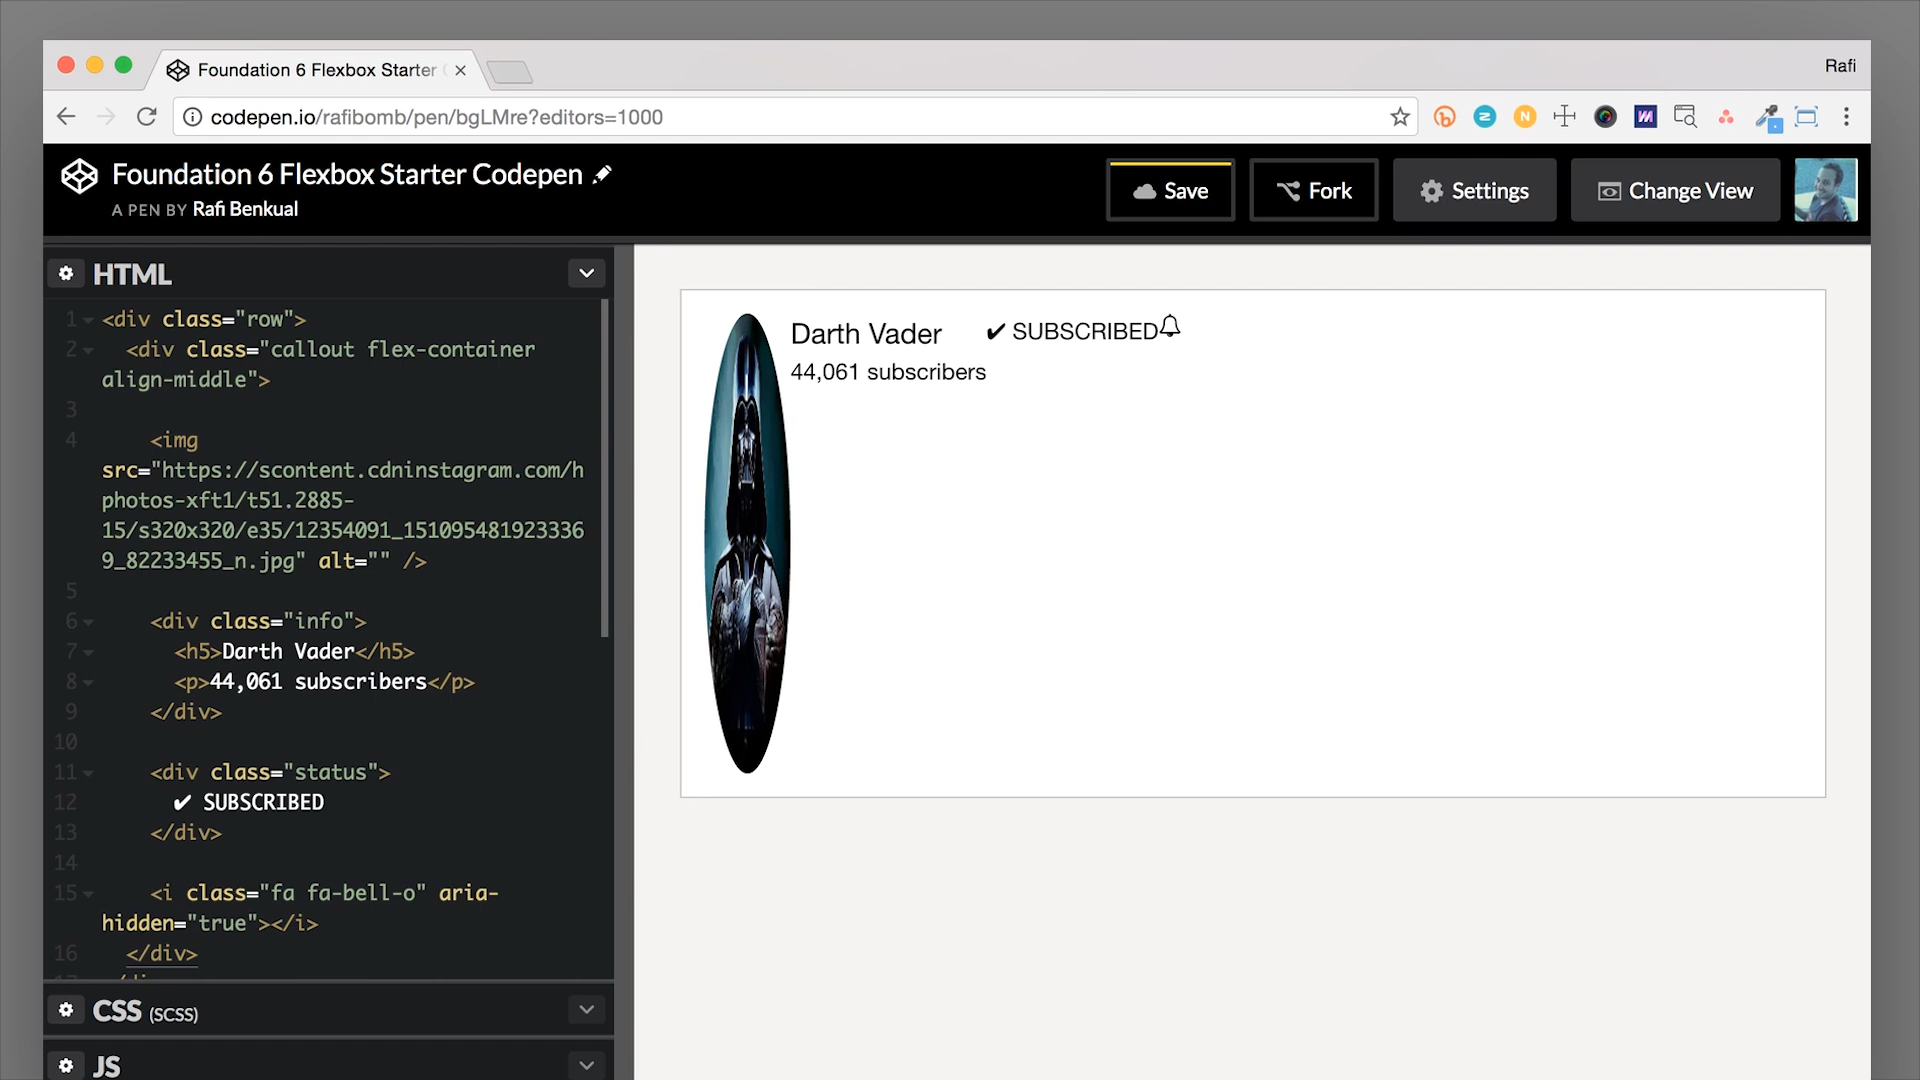 Foundation 6 Flexbox Starter
Rafi
codepen.io/rafibomb/pen/bgLMre?editors=1000
Foundation 6 Flexbox Starter Codepen
A PEN BY Rafi Benkual
Save
Fork
Settings
Change View
HTML
1 <div class="row">
2 <div class="callout flex-container
align-middle">
3
4 <img
src="https://scontent.cdninstagram.com/h
photos-xft1/t51.2885-
15/s320x320/e35/12354091_151095481923336
9_82233455_n.jpg" alt="" />
5
6 <div class="info">
7 <h5>Darth Vader</h5>
8 <p>44,061 subscribers</p>
9 </div>
10
11 <div class="status">
12 ✔ SUBSCRIBED
13 </div>
14
15 <i class="fa fa-bell-o" aria-
hidden="true"></i>
16 </div>
CSS (SCSS)
JS
Darth Vader
✔ SUBSCRIBED
44,061 subscribers